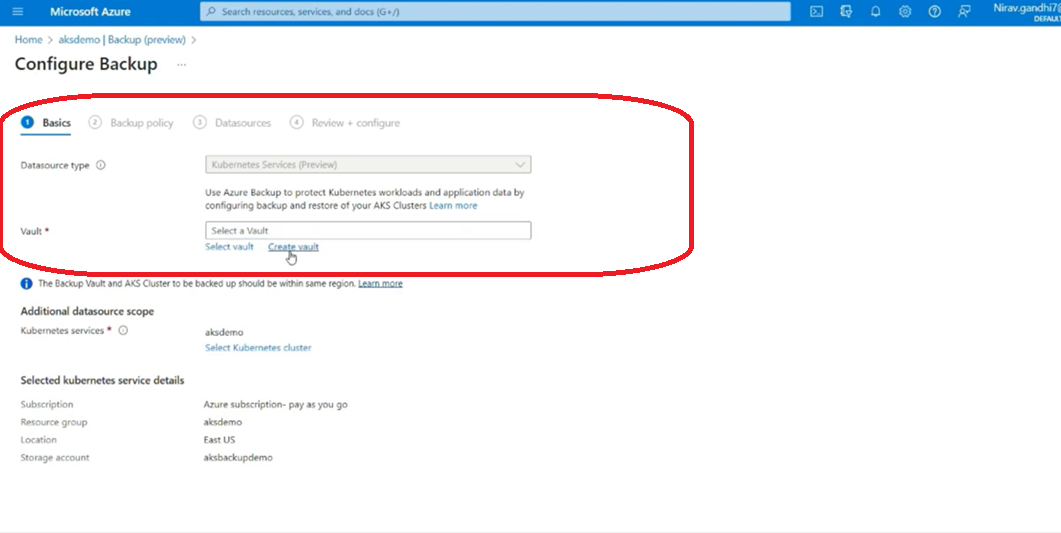 Microsoft Azure
Search resources, services, and docs (G+/)
Nirav.gandhi7@
DEFAULT
Home > aksdemo | Backup (preview) >
Configure Backup ...
1 Basics 2 Backup policy 3 Datasources 4 Review + configure
Datasource type Kubernetes Services (Preview)
Use Azure Backup to protect Kubernetes workloads and application data by
configuring backup and restore of your AKS Clusters Learn more
Vault * Select a Vault
Select vault Create vault
The Backup Vault and AKS Cluster to be backed up should be within same region. Learn more
Additional datasource scope
Kubernetes services * aksdemo
Select Kubernetes cluster
Selected kubernetes service details
Subscription Azure subscription- pay as you go
Resource group aksdemo
Location East US
Storage account aksbackupdemo